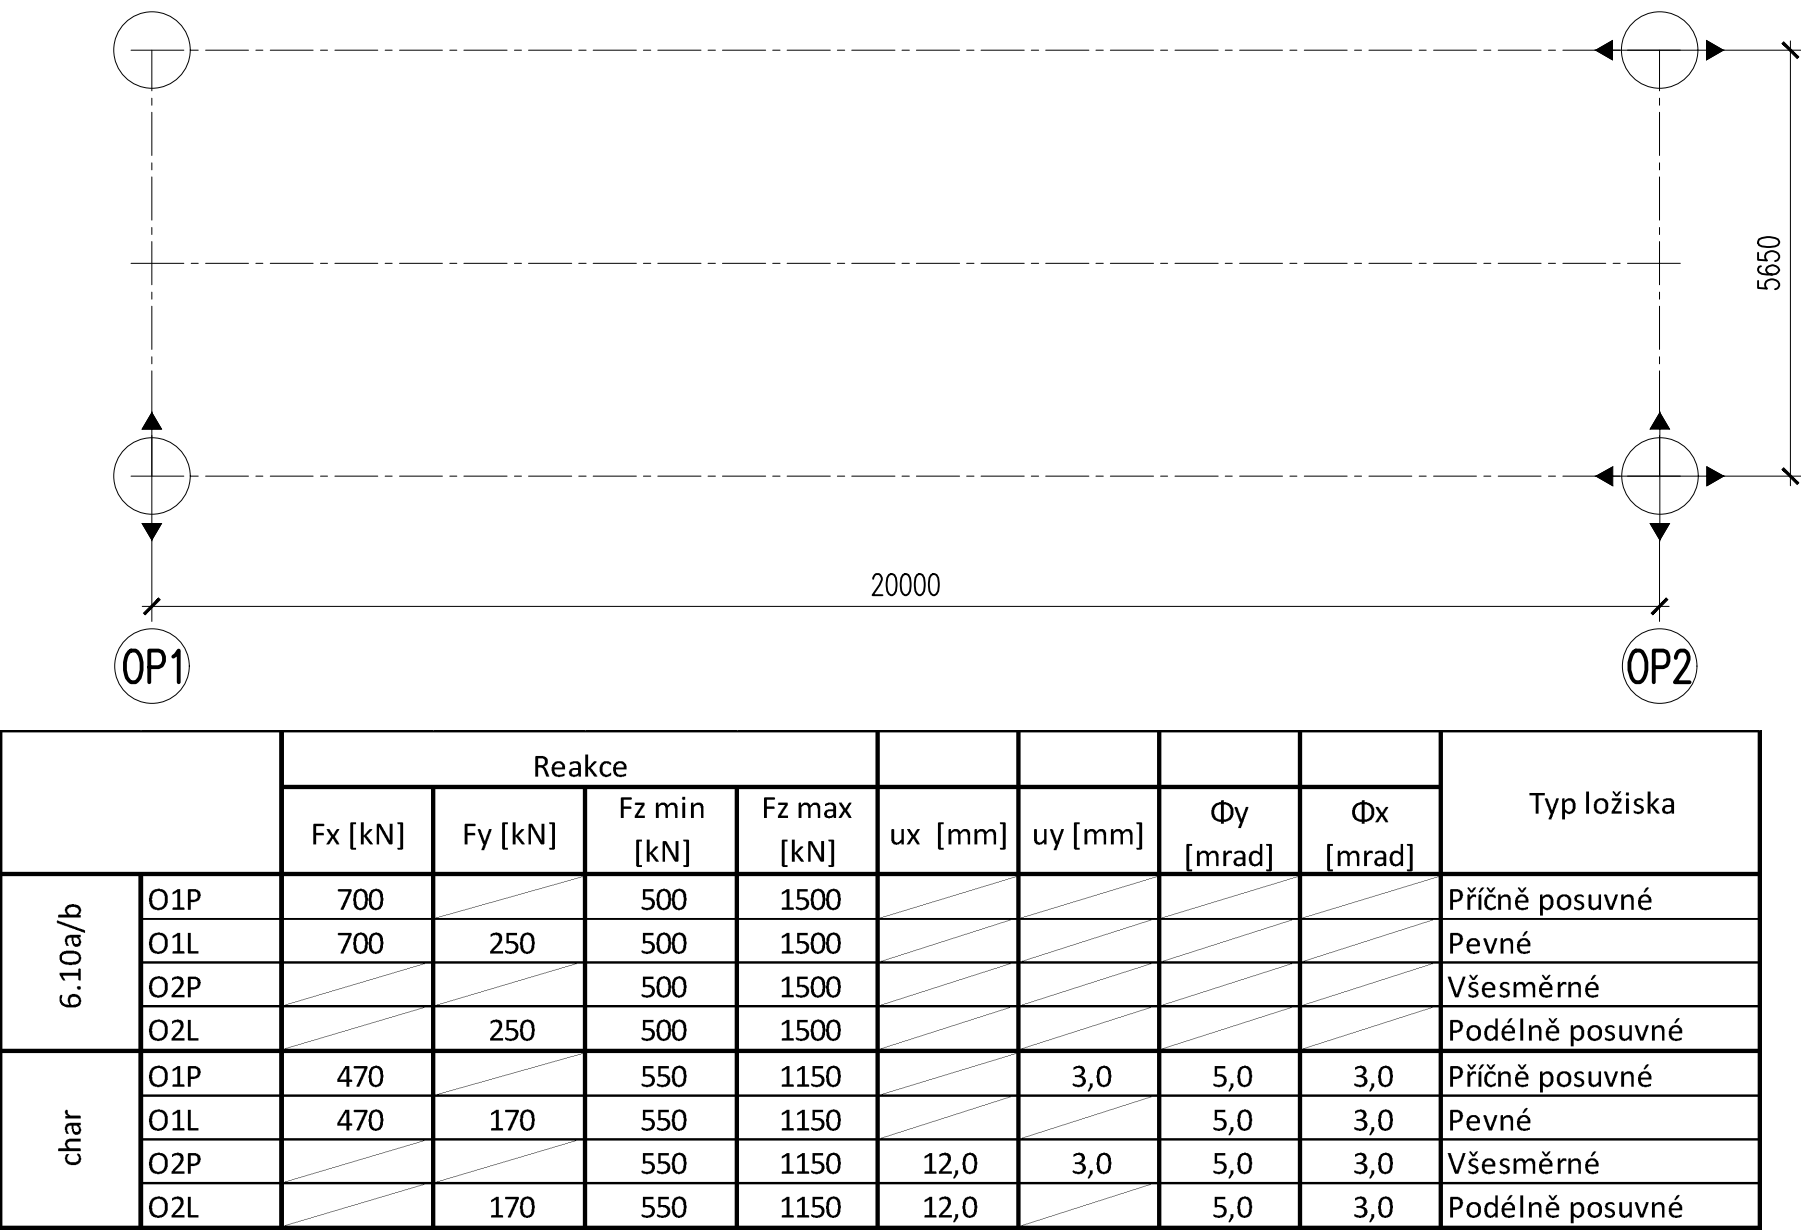 5650
20000
OP1 OP2
Reakce
Fx [kN] Fy [kN] Fz min [kN] Fz max [kN] ux [mm] uy [mm] Φy [mrad] Φx [mrad] Typ ložiska
6.10a/b
O1P 700 500 1500 Příčně posuvné
O1L 700 250 500 1500 Pevné
O2P 500 1500 Všesměrné
O2L 250 500 1500 Podélně posuvné
char
O1P 470 550 1150 3,0 5,0 3,0 Příčně posuvné
O1L 470 170 550 1150 5,0 3,0 Pevné
O2P 550 1150 12,0 3,0 5,0 3,0 Všesměrné
O2L 170 550 1150 12,0 5,0 3,0 Podélně posuvné